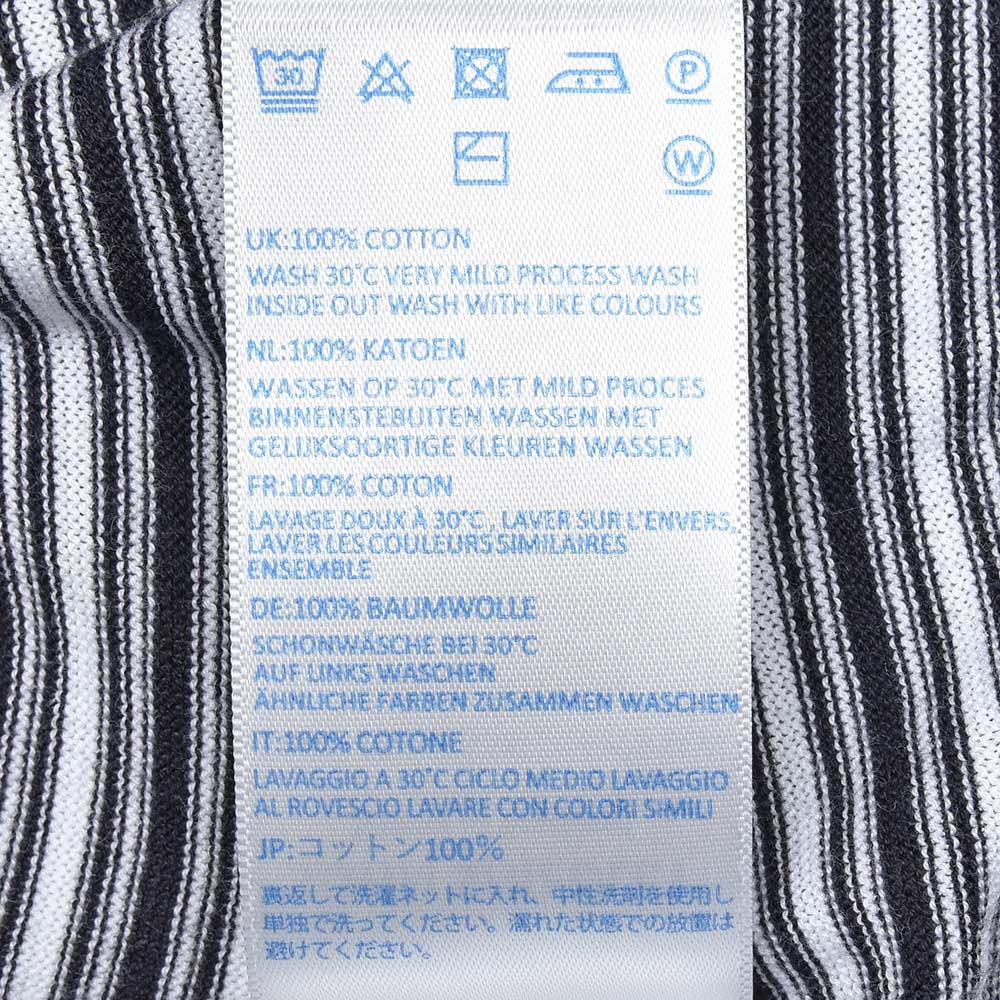 30
P
W
UK:100% COTTON
WASH 30°C VERY MILD PROCESS WASH
INSIDE OUT WASH WITH LIKE COLOURS
NL:100% KATOEN
WASSEN OP 30°C MET MILD PROCES
BINNENSTEBUITEN WASSEN MET
GELIJKSOORTIGE KLEUREN WASSEN
FR:100% COTON
LAVAGE DOUX À 30°C, LAVER SUR L'ENVERS,
LAVER LES COULEURS SIMILAIRES
ENSEMBLE
DE:100% BAUMWOLLE
SCHONWÄSCHE BEI 30°C
AUF LINKS WASCHEN
ÄHNLICHE FARBEN ZUSAMMEN WASCHEN
IT:100% COTONE
LAVAGGIO A 30°C CICLO MEDIO LAVAGGIO
AL ROVESCIO LAVARE CON COLORI SIMILI
JP:コットン100%
裏返して洗濯ネットに入れ、中性洗剤を使用し
単独で洗ってください。濡れた状態での放置は
避けてください。